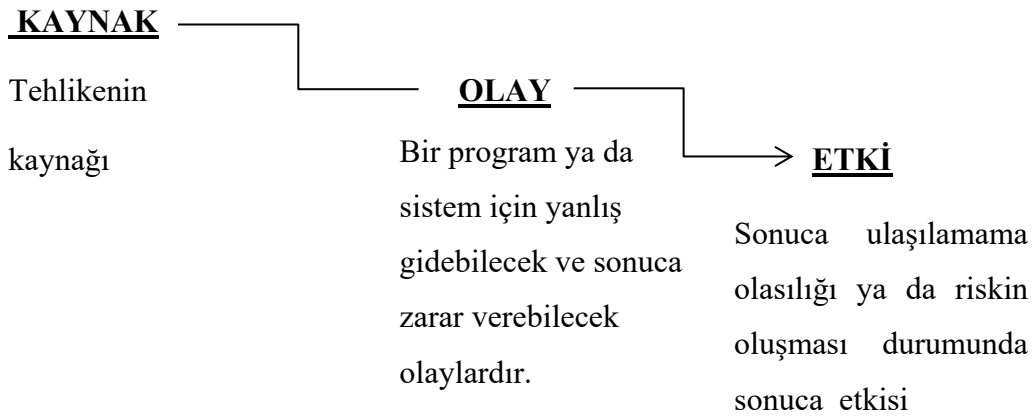 KAYNAK
Tehlikenin
kaynağı
OLAY
Bir program ya da
sistem için yanlış
gidebilecek ve sonuca
zarar verebilecek
olaylardır.
ETKİ
Sonuca ulaşılamama
olasılığı ya da riskin
oluşması durumunda
sonuca etkisi